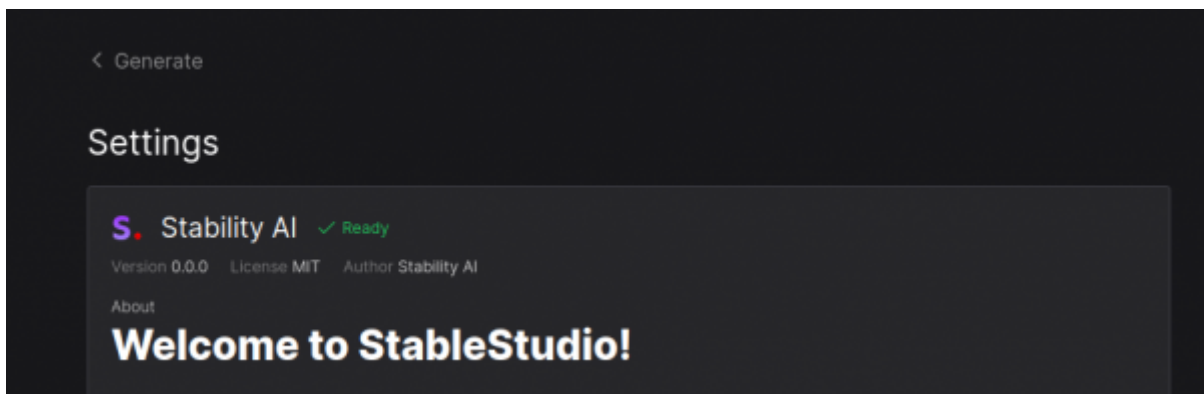 Generate
Settings
S. Stability AI Ready
Version 0.0.0 License MIT Author Stability AI
About
Welcome to StableStudio!